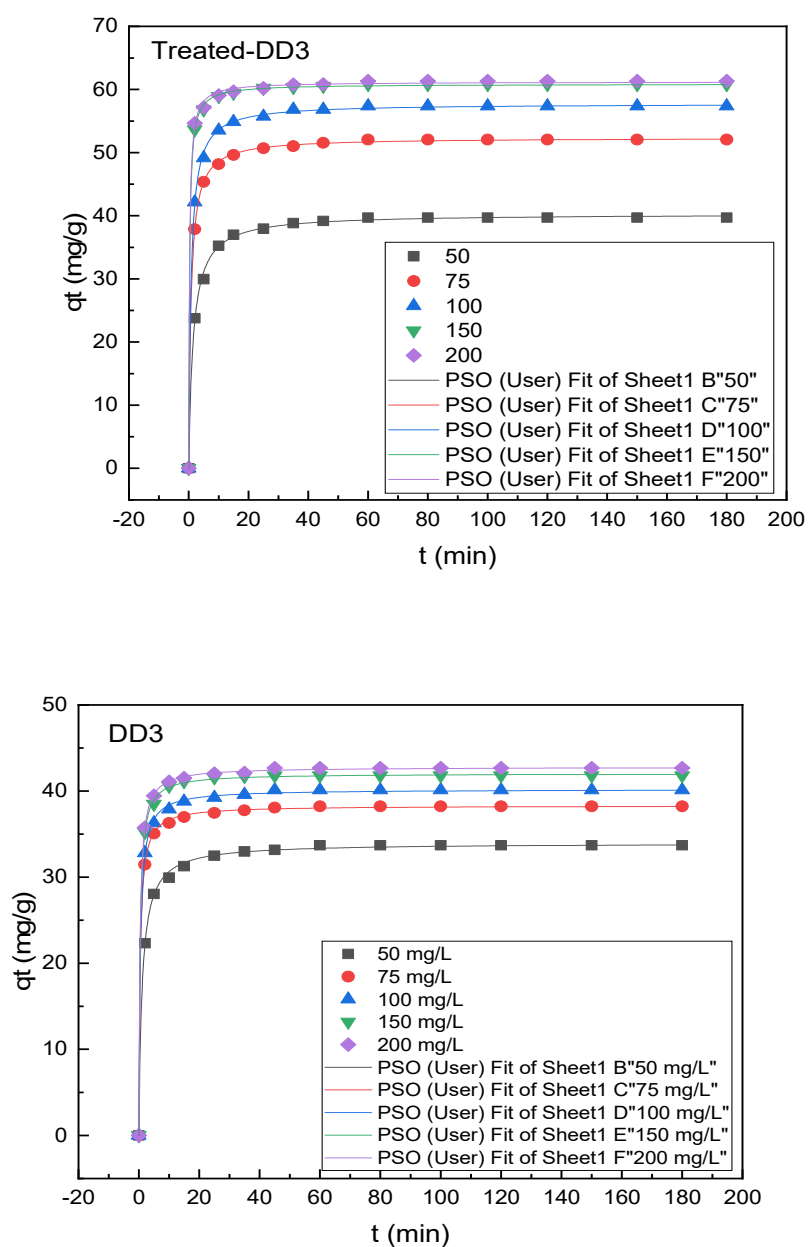 Treated-DD3
70
60
50
40
30
20
10
0
qt (mg/g)
50
75
100
150
200
PSO (User) Fit of Sheet1 B"50"
PSO (User) Fit of Sheet1 C"75"
PSO (User) Fit of Sheet1 D"100"
PSO (User) Fit of Sheet1 E"150"
PSO (User) Fit of Sheet1 F"200"
-20 0 20 40 60 80 100 120 140 160 180 200
t (min)
DD3
50
40
30
20
10
0
qt (mg/g)
50 mg/L
75 mg/L
100 mg/L
150 mg/L
200 mg/L
PSO (User) Fit of Sheet1 B"50 mg/L"
PSO (User) Fit of Sheet1 C"75 mg/L"
PSO (User) Fit of Sheet1 D"100 mg/L"
PSO (User) Fit of Sheet1 E"150 mg/L"
PSO (User) Fit of Sheet1 F"200 mg/L"
-20 0 20 40 60 80 100 120 140 160 180 200
t (min)